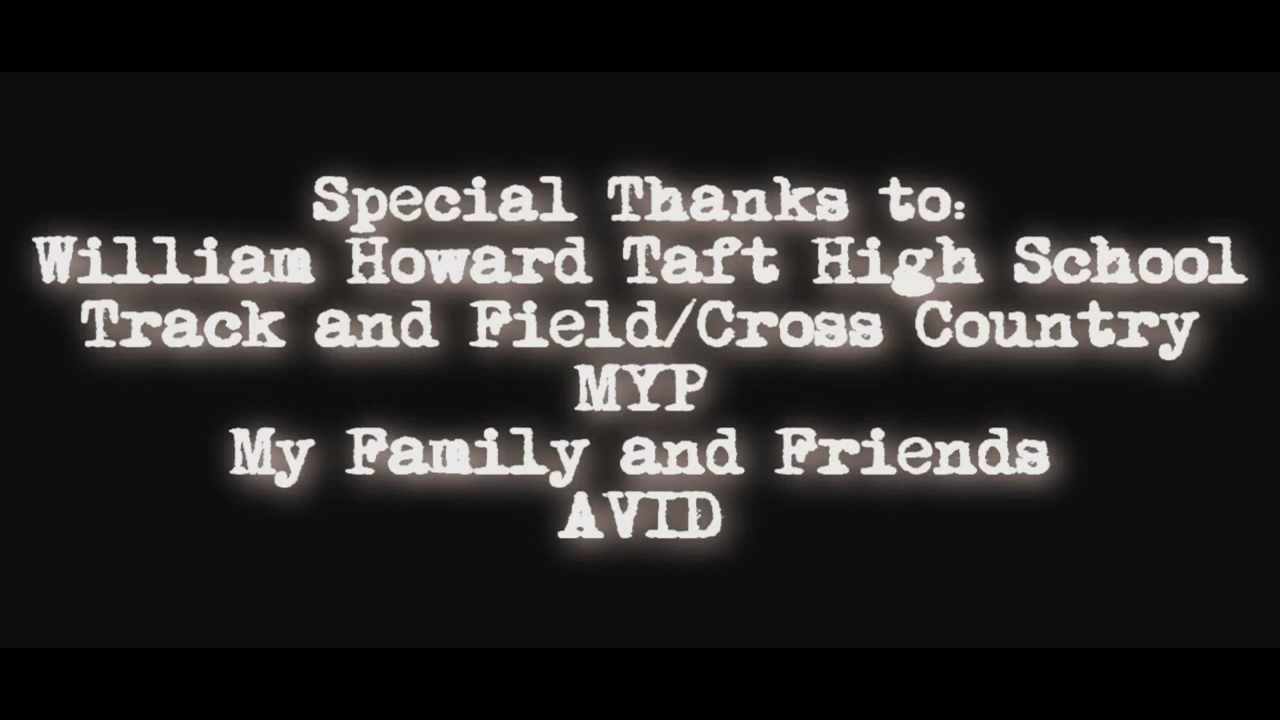 Special Thanks to:
William Howard Taft High School
Track and Field/Cross Country
MYP
My Family and Friends
AVID